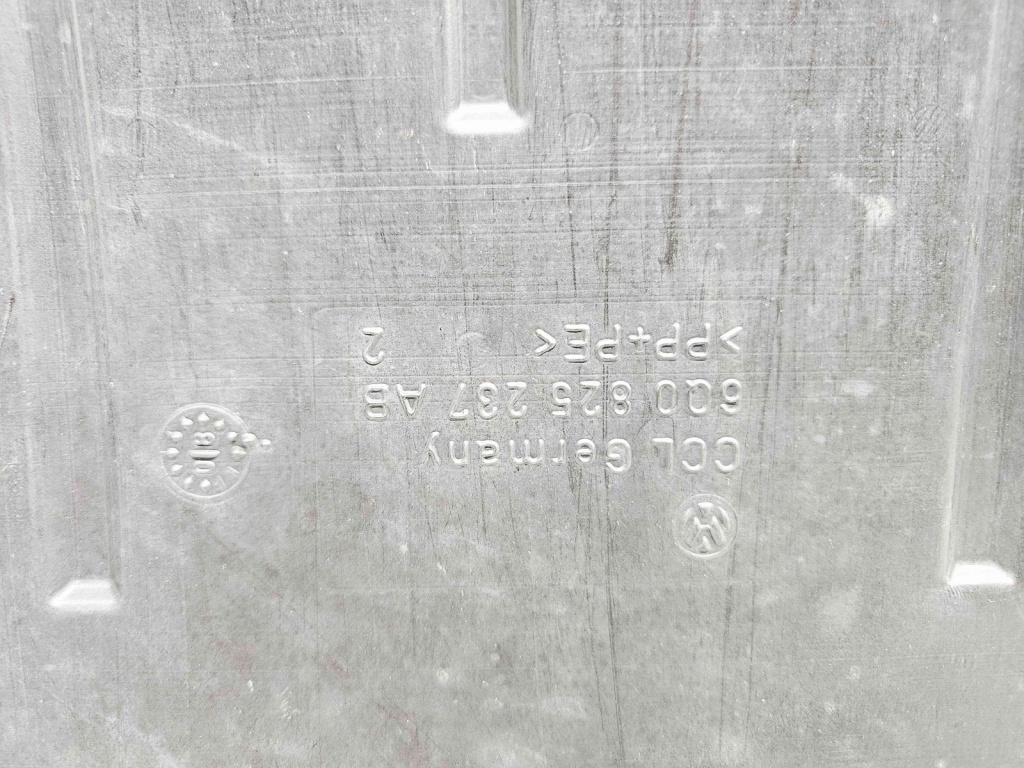 CCL Germany
6Q0 825 237 AB
>PP+PE< 2